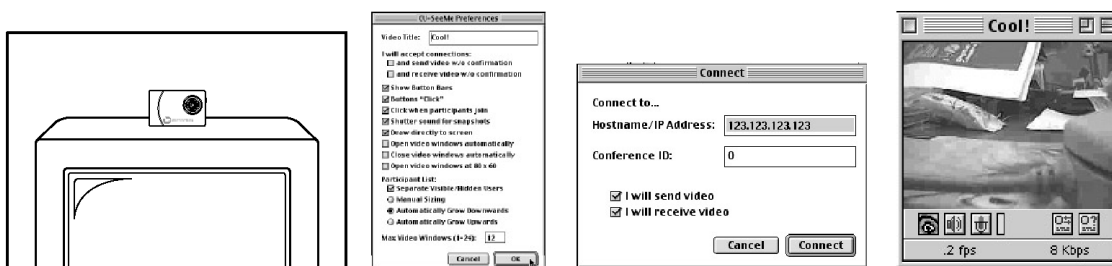 CU-SeeMe Preferences
Video Title: Cool!
I will accept connections:
and send video w/o confirmation
and receive video w/o confirmation
Show Button Bars
Buttons "Click"
Click when participants join
Shutter sound for snapshots
Draw directly to screen
Open video windows automatically
Close video windows automatically
Open video windows at 80 x 60
Participant List:
Separate Visible/Hidden Users
Manual Sizing
Automatically Grow Downwards
Automatically Grow Upwards
Max Video Windows (1-24): 12
Cancel OK
Connect
Connect to...
Hostname/IP Address: 123.123.123.123
Conference ID: 0
I will send video
I will receive video
Cancel Connect
Cool!
.2 fps 8 Kbps